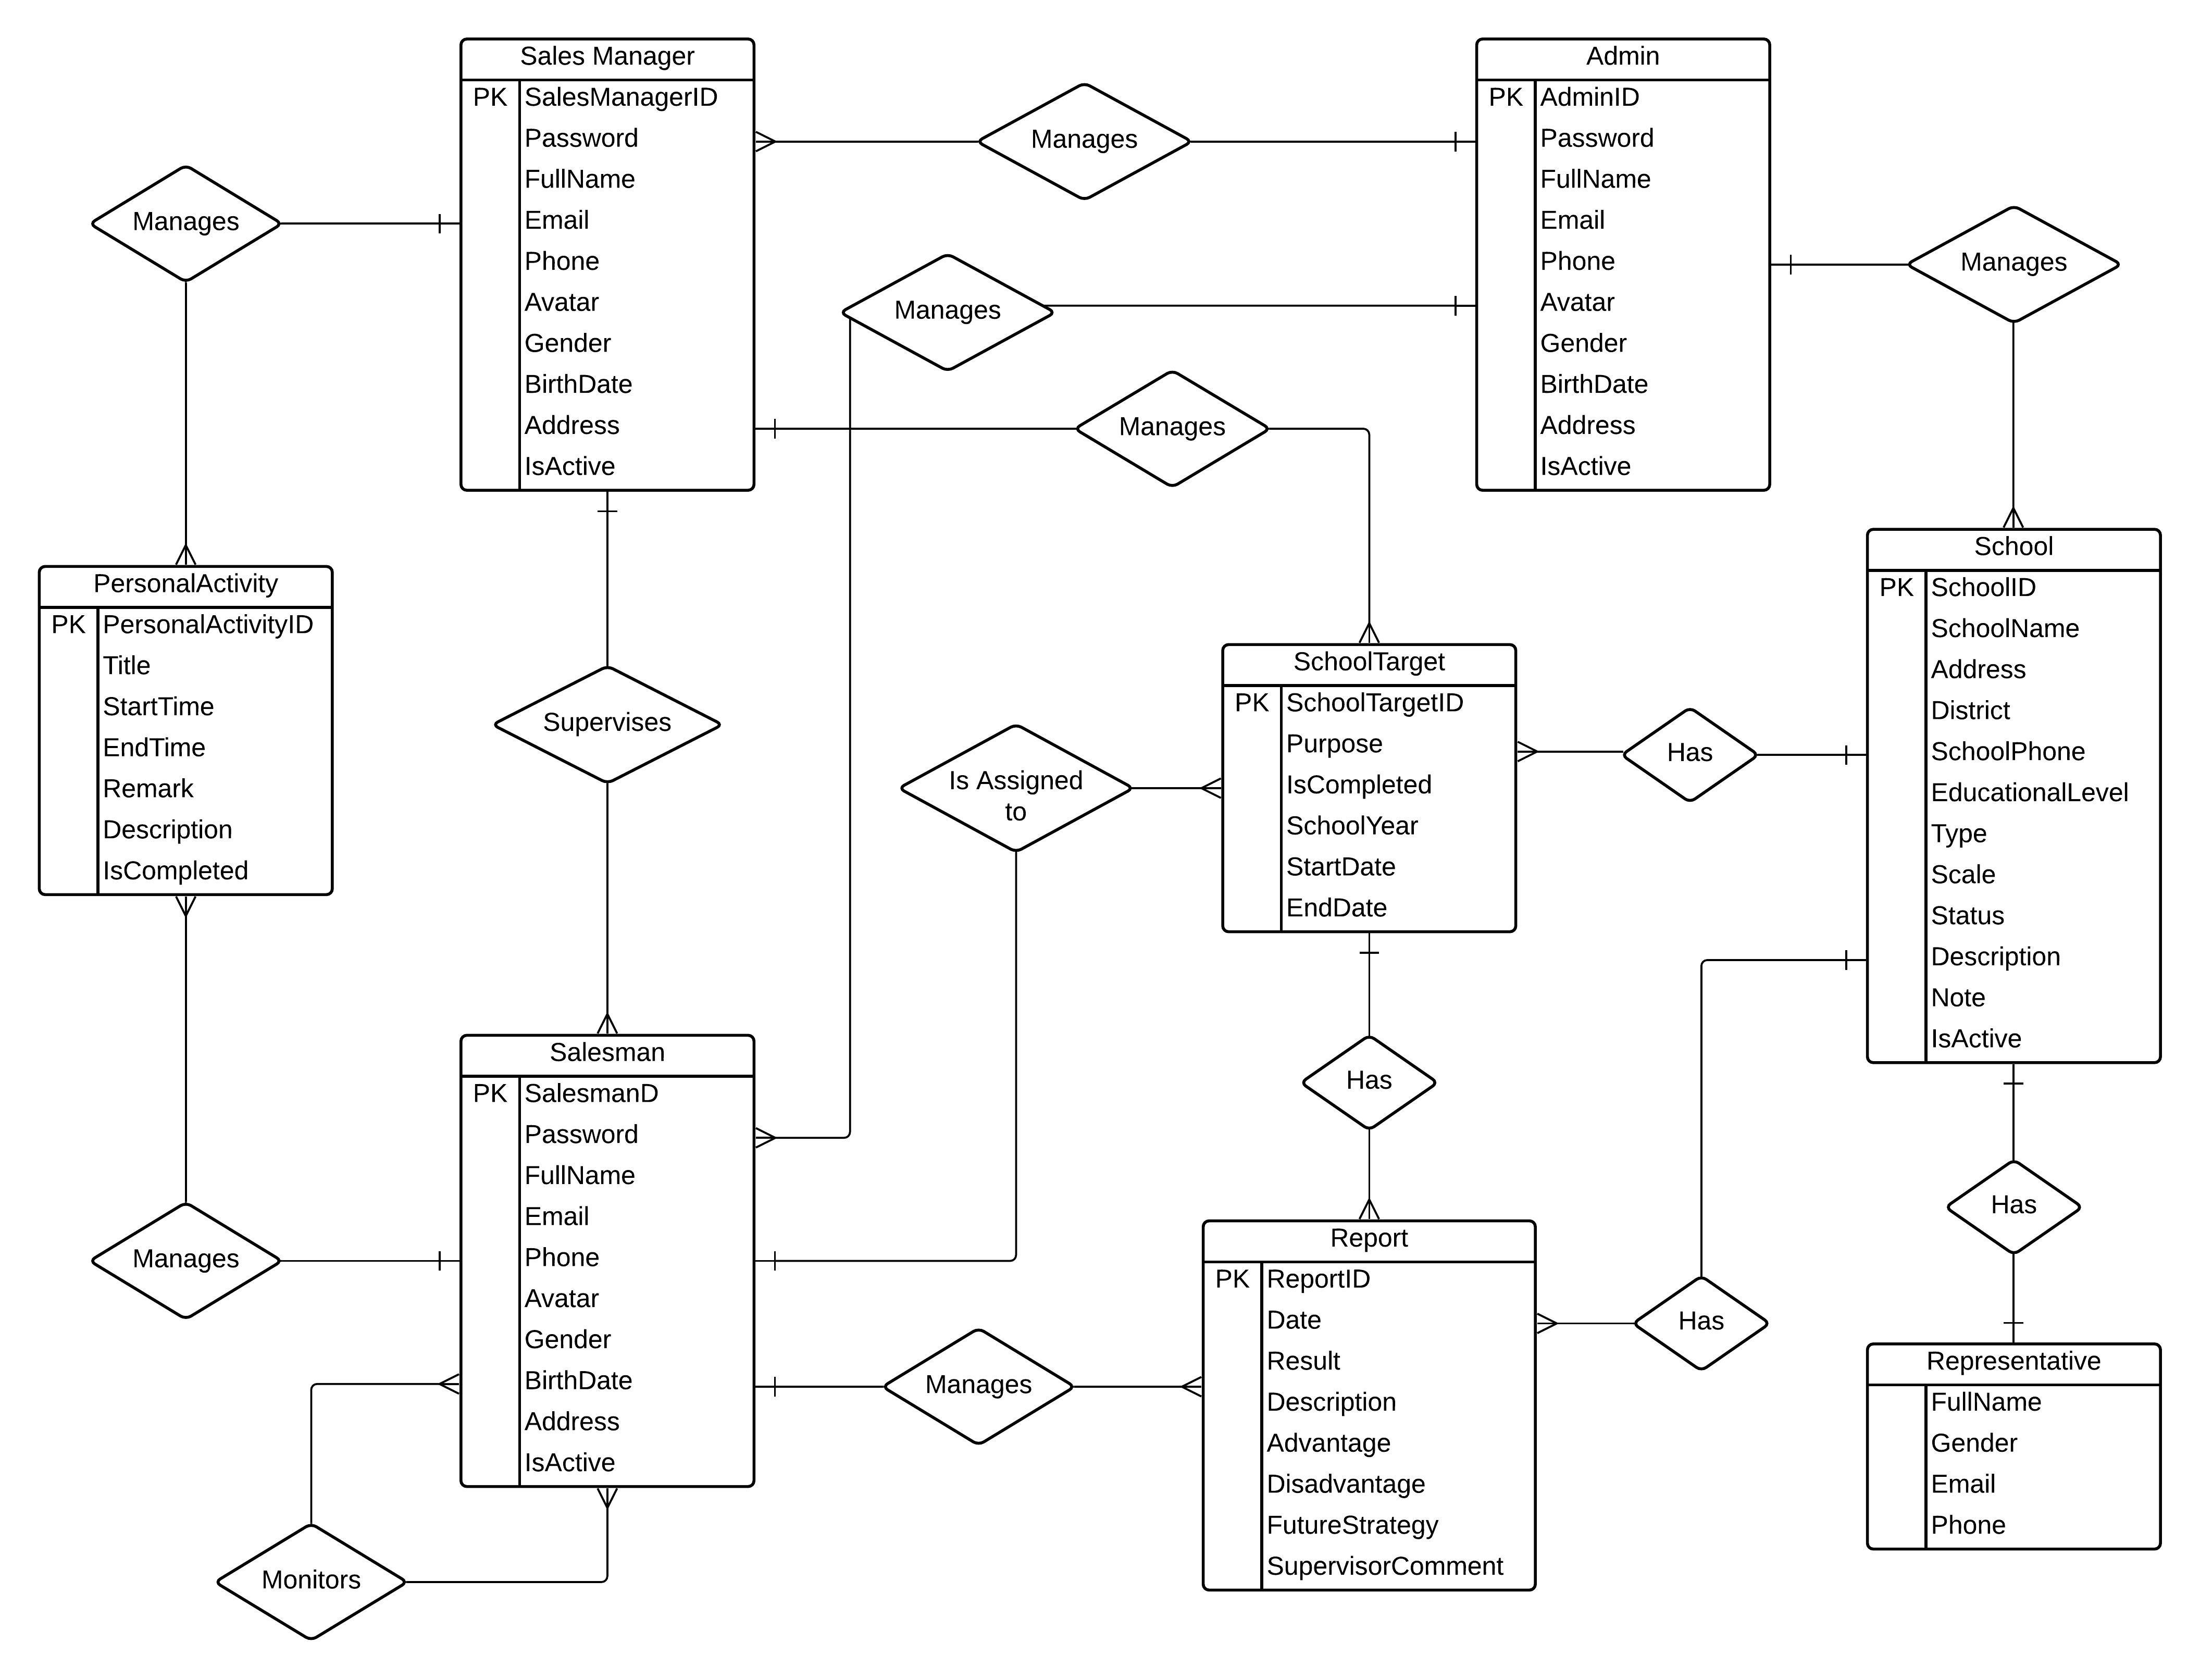 Sales Manager
PK SalesManagerID
Password
FullName
Email
Phone
Avatar
Gender
BirthDate
Address
IsActive
Manages
Admin
PK AdminID
Password
FullName
Email
Phone
Avatar
Gender
BirthDate
Address
IsActive
Manages
Manages
Manages
Manages
PersonalActivity
PK PersonalActivityID
Title
StartTime
EndTime
Remark
Description
IsCompleted
Supervises
Is Assigned
to
SchoolTarget
PK SchoolTargetID
Purpose
IsCompleted
SchoolYear
StartDate
EndDate
Has
School
PK SchoolID
SchoolName
Address
District
SchoolPhone
EducationalLevel
Type
Scale
Status
Description
Note
IsActive
Salesman
PK SalesmanD
Password
FullName
Email
Phone
Avatar
Gender
BirthDate
Address
IsActive
Manages
Monitors
Manages
Has
Report
PK ReportID
Date
Result
Description
Advantage
Disadvantage
FutureStrategy
SupervisorComment
Has
Has
Representative
FullName
Gender
Email
Phone